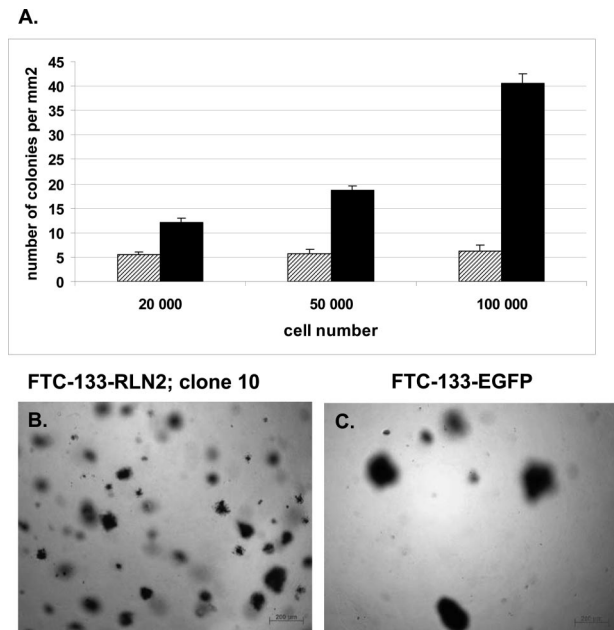 A.
number of colonies per mm2
45
40
35
30
25
20
15
10
5
0
20 000
50 000
100 000
cell number
FTC-133-RLN2; clone 10
FTC-133-EGFP
B.
C.
200 µm